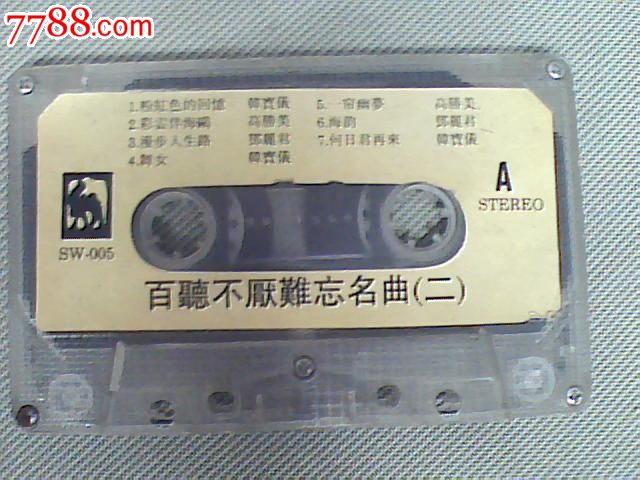 7788.com
1.粉紅色的回憶 韓寶儀 5.一帘幽夢 高勝美
2.彩雲伴海鷗 高勝美 6.海韵 鄧麗君
3.漫步人生路 鄧麗君 7.何日君再來 韓寶儀
4.舞女 韓寶儀
A
STEREO
SW-005
百聽不厭難忘名曲(二)